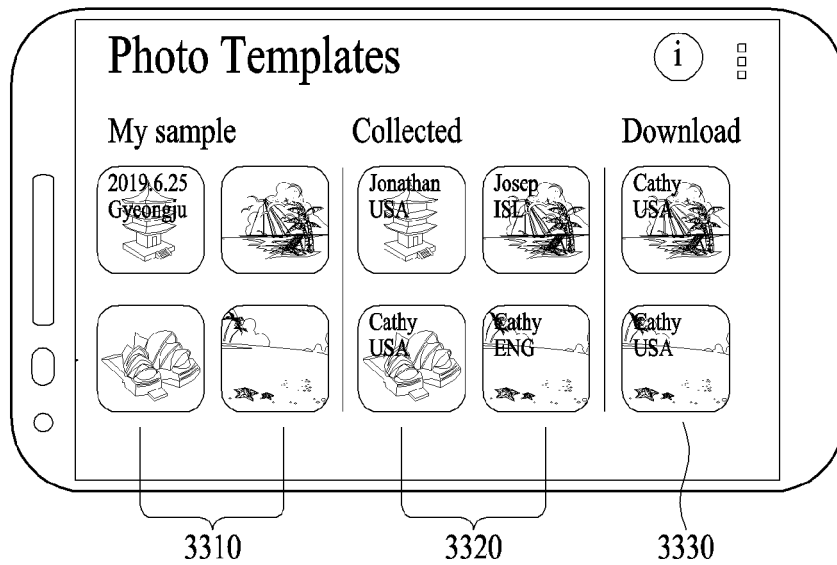 Photo Templates
i
My sample
Collected
Download
2019.6.25
Gyeongju
Jonathan
USA
Josep
ISL
Cathy
USA
Cathy
USA
Cathy
ENG
Cathy
USA
3310
3320
3330